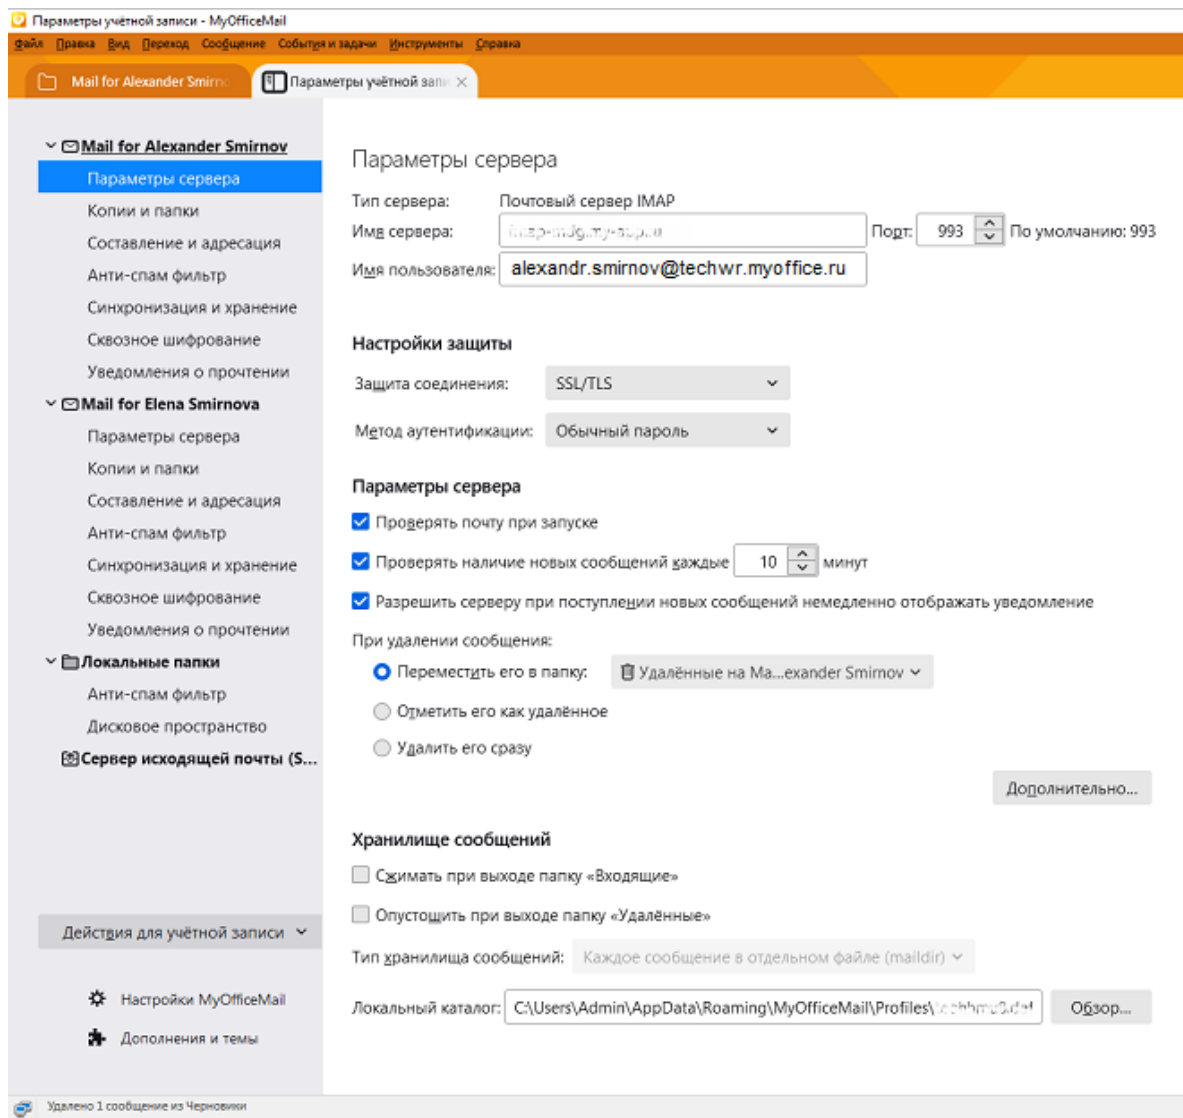 Параметры учётной записи - MyOfficeMail
Файл Правка Вид Переход Сообщение События и задачи Инструменты Справка
Mail for Alexander Smirn
Параметры учётной запи
Mail for Alexander Smirnov
Параметры сервера
Копии и папки
Составление и адресация
Анти-спам фильтр
Синхронизация и хранение
Сквозное шифрование
Уведомления о прочтении
Mail for Elena Smirnova
Параметры сервера
Копии и папки
Составление и адресация
Анти-спам фильтр
Синхронизация и хранение
Сквозное шифрование
Уведомления о прочтении
Локальные папки
Анти-спам фильтр
Дисковое пространство
Сервер исходящей почты (S...
Действия для учётной записи
Настройки MyOfficeMail
Дополнения и темы
Параметры сервера
Тип сервера: Почтовый сервер IMAP
Имя сервера: Порт: 993 По умолчанию: 993
Имя пользователя: alexandr.smirnov@techwr.myoffice.ru
Настройки защиты
Защита соединения: SSL/TLS
Метод аутентификации: Обычный пароль
Параметры сервера
Проверять почту при запуске
Проверять наличие новых сообщений каждые 10 минут
Разрешить серверу при поступлении новых сообщений немедленно отображать уведомление
При удалении сообщения:
Переместить его в папку: Удалённые на Ma...exander Smirnov
Отметить его как удалённое
Удалить его сразу
Дополнительно...
Хранилище сообщений
Сжимать при выходе папку «Входящие»
Опустошить при выходе папку «Удалённые»
Тип хранилища сообщений: Каждое сообщение в отдельном файле (maildir)
Локальный каталог: C:\Users\Admin\AppData\Roaming\MyOfficeMail\Profiles\ Обзор...
Удалено 1 сообщение из Черновики